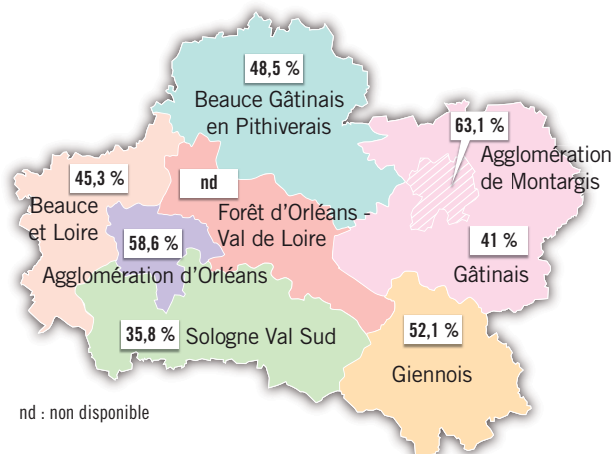 48,5 %
Beauce Gâtinais
en Pithiverais
63,1 %
Agglomération
de Montargis
45,3 %
Beauce
et Loire
nd
Forêt d'Orléans -
Val de Loire
58,6 %
Agglomération d'Orléans
41 %
Gâtinais
35,8 %
Sologne Val Sud
52,1 %
Giennois
nd : non disponible